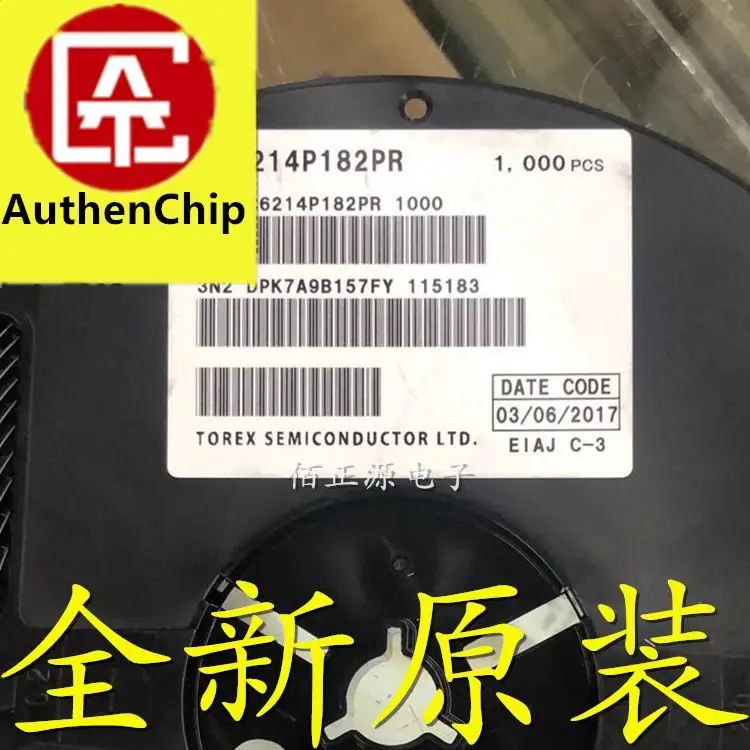 AuthenChip
214P182PR 1,000 PCS
6214P182PR 1000
3N2 DPK7A9B157FY 115183
DATE CODE
03/06/2017
TOREX SEMICONDUCTOR LTD.
EIAJ C-3
佰正源电子
全新原装